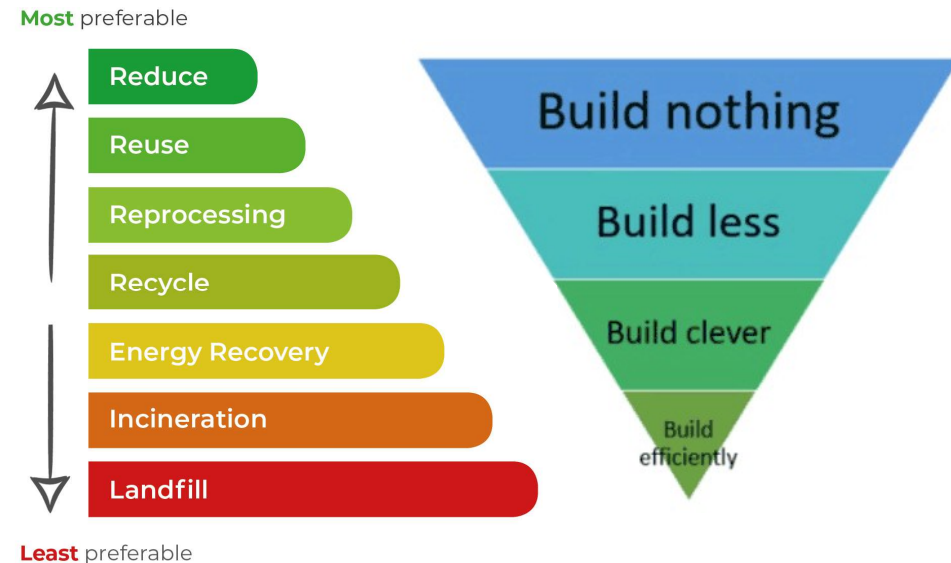 Most preferable
Reduce
Reuse
Reprocessing
Recycle
Energy Recovery
Incineration
Landfill
Least preferable
Build nothing
Build less
Build clever
Build
efficiently